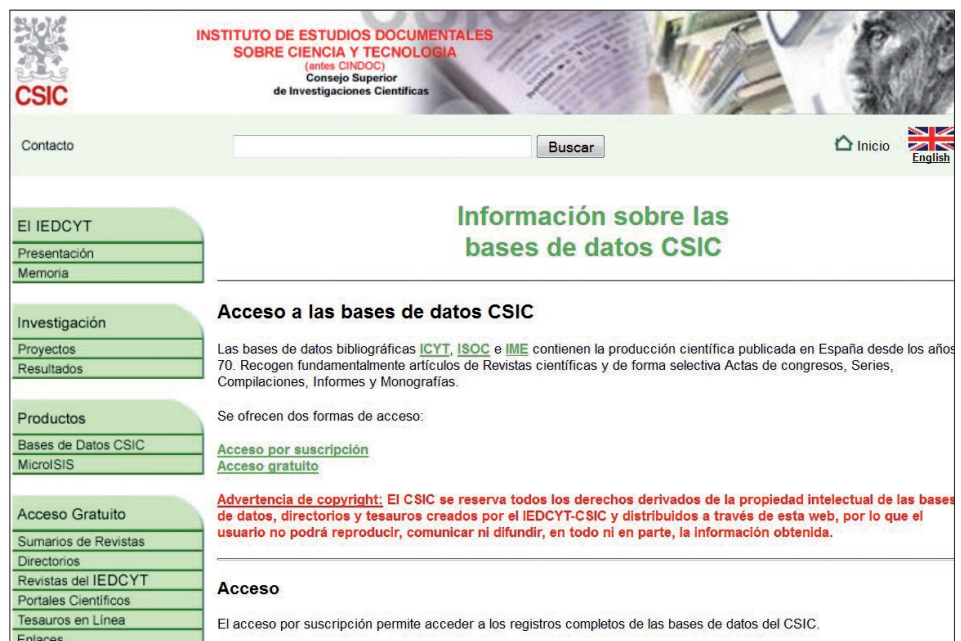 CSIC
INSTITUTO DE ESTUDIOS DOCUMENTALES
SOBRE CIENCIA Y TECNOLOGIA
(antes CINDOC)
Consejo Superior
de Investigaciones Científicas
Contacto
Buscar
Inicio
English
El IEDCYT
Presentación
Memoria
Investigación
Proyectos
Resultados
Productos
Bases de Datos CSIC
MicroISIS
Acceso Gratuito
Sumarios de Revistas
Directorios
Revistas del IEDCYT
Portales Científicos
Tesauros en Línea
Enlaces
Información sobre las
bases de datos CSIC
Acceso a las bases de datos CSIC
Las bases de datos bibliográficas ICYT, ISOC e IME contienen la producción científica publicada en España desde los años
70. Recogen fundamentalmente artículos de Revistas científicas y de forma selectiva Actas de congresos, Series,
Compilaciones, Informes y Monografías.
Se ofrecen dos formas de acceso:
Acceso por suscripción
Acceso gratuito
Advertencia de copyright: El CSIC se reserva todos los derechos derivados de la propiedad intelectual de las bases
de datos, directorios y tesauros creados por el IEDCYT-CSIC y distribuidos a través de esta web, por lo que el
usuario no podrá reproducir, comunicar ni difundir, en todo ni en parte, la información obtenida.
Acceso
El acceso por suscripción permite acceder a los registros completos de las bases de datos del CSIC.